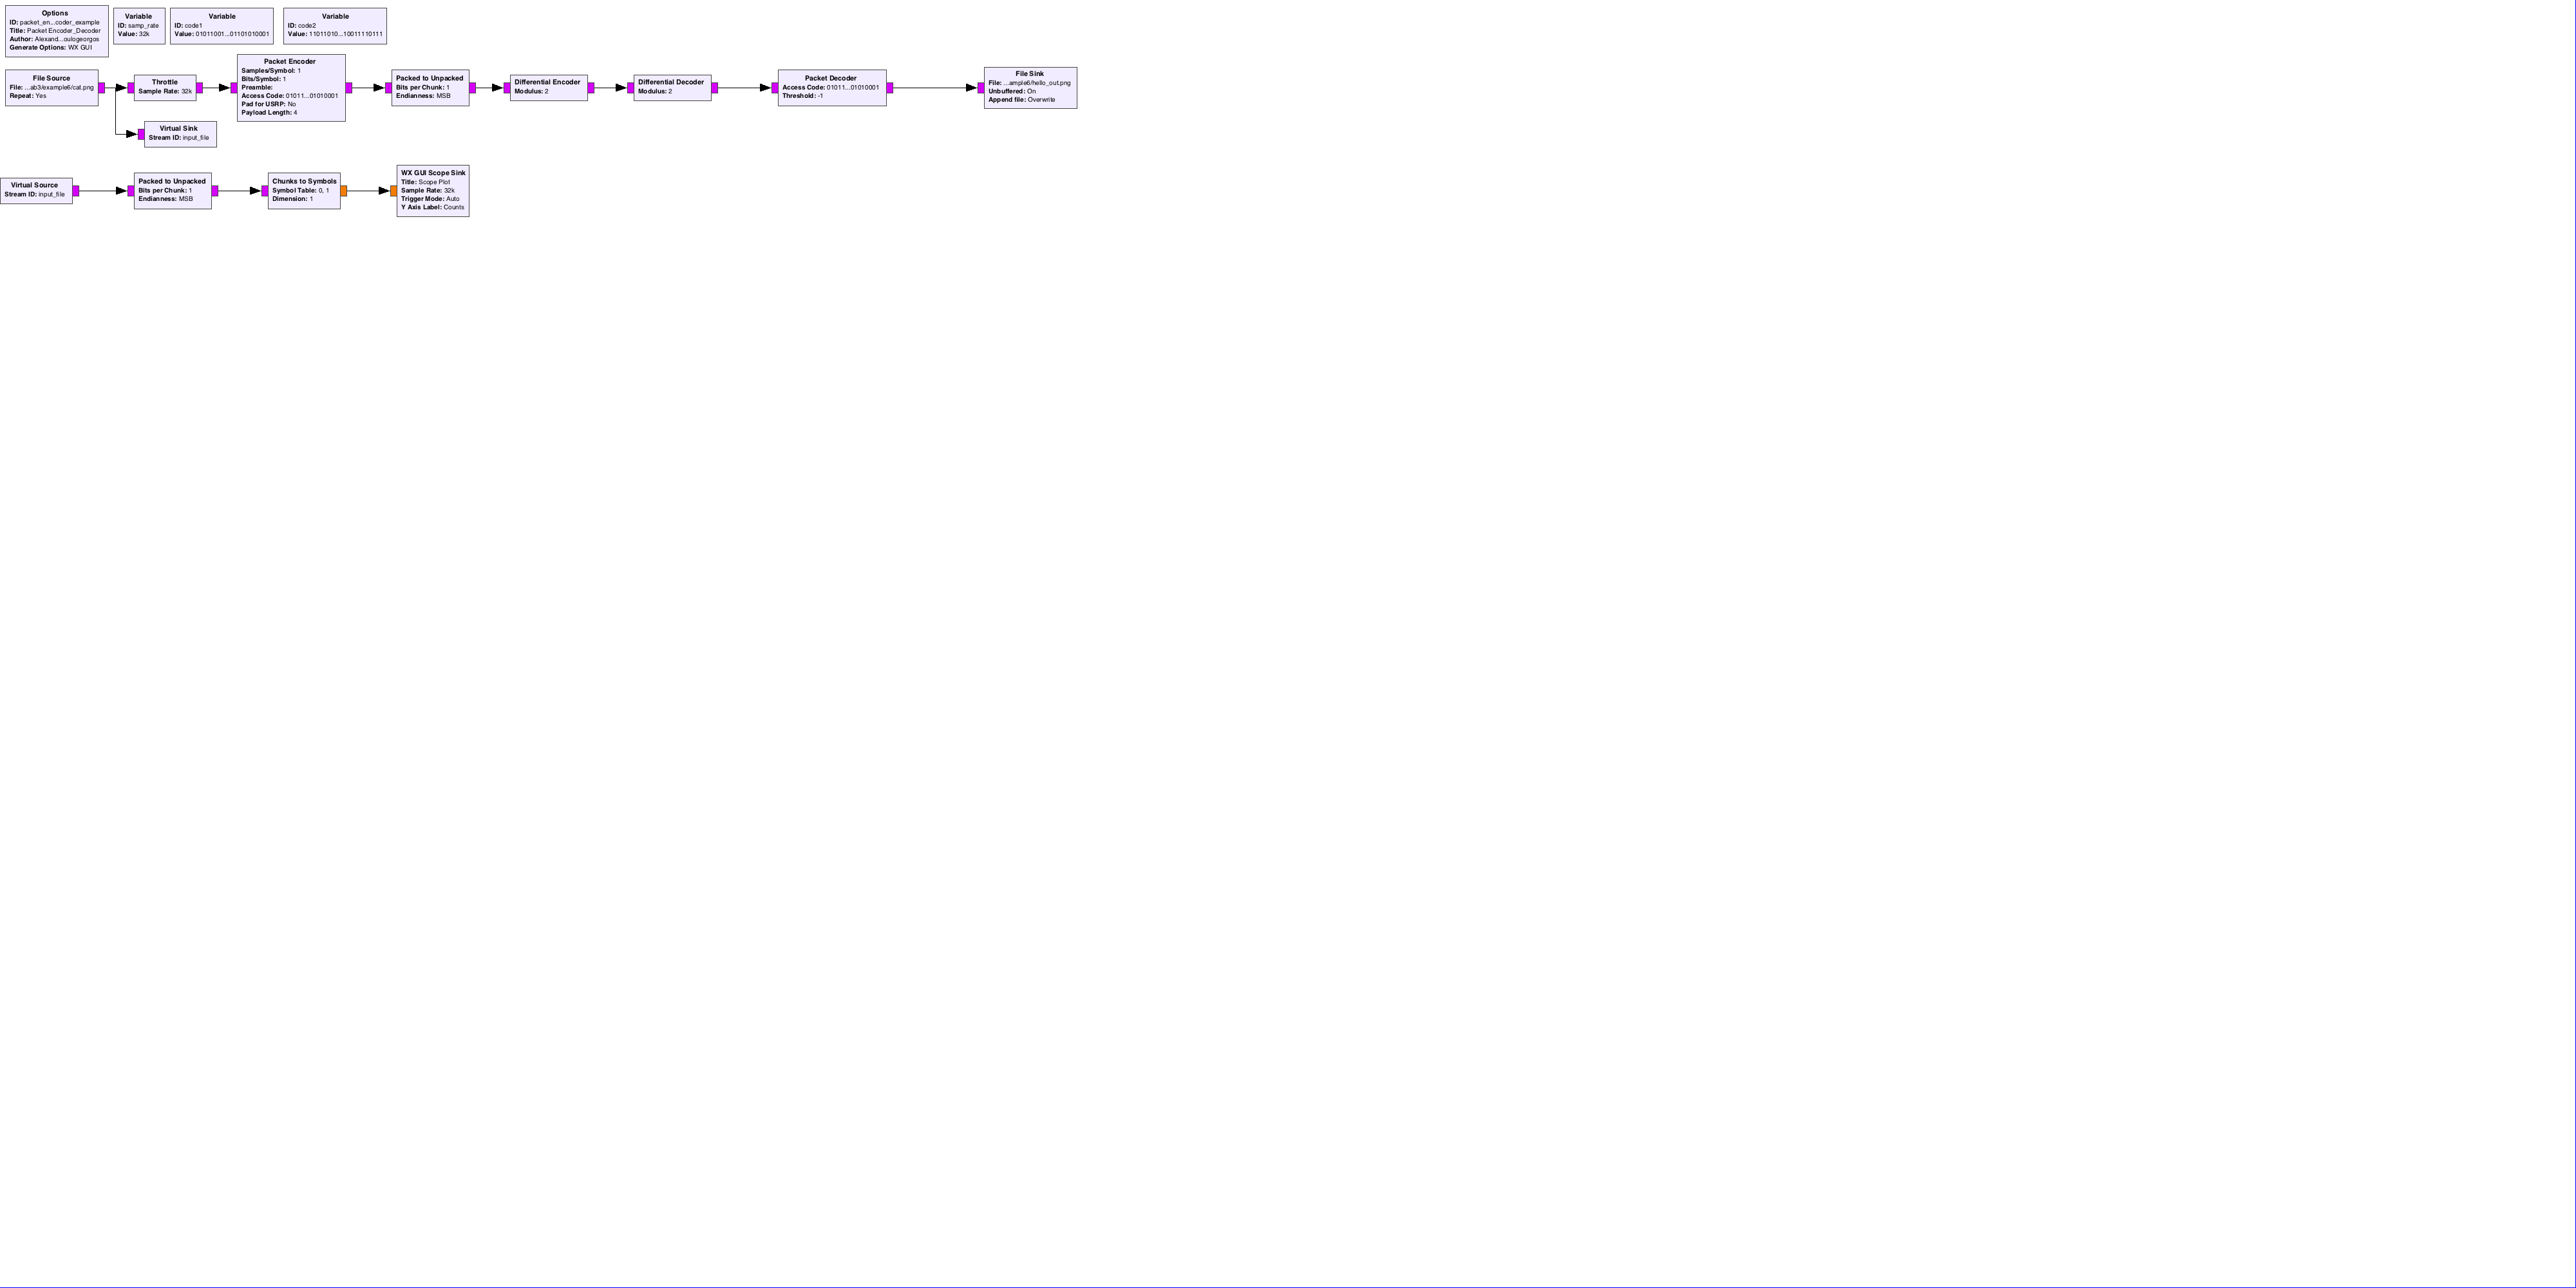 Options
ID: packet_en...coder_example
Title: Packet Encoder_Decoder
Author: Alexand...oulogeorgos
Generate Options: WX GUI
Variable
ID: samp_rate
Value: 32k
Variable
ID: code1
Value: 01011001...01101010001
Variable
ID: code2
Value: 11011010...10011110111
File Source
File: ...ab3/example6/cat.png
Repeat: Yes
Throttle
Sample Rate: 32k
Packet Encoder
Samples/Symbol: 1
Bits/Symbol: 1
Preamble:
Access Code: 01011...01010001
Pad for USRP: No
Payload Length: 4
Packed to Unpacked
Bits per Chunk: 1
Endianness: MSB
Differential Encoder
Modulus: 2
Differential Decoder
Modulus: 2
Packet Decoder
Access Code: 01011...01010001
Threshold: -1
File Sink
File: ...ample6/hello_out.png
Unbuffered: On
Append file: Overwrite
Virtual Sink
Stream ID: input_file
Virtual Source
Stream ID: input_file
Packed to Unpacked
Bits per Chunk: 1
Endianness: MSB
Chunks to Symbols
Symbol Table: 0, 1
Dimension: 1
WX GUI Scope Sink
Title: Scope Plot
Sample Rate: 32k
Trigger Mode: Auto
Y Axis Label: Counts